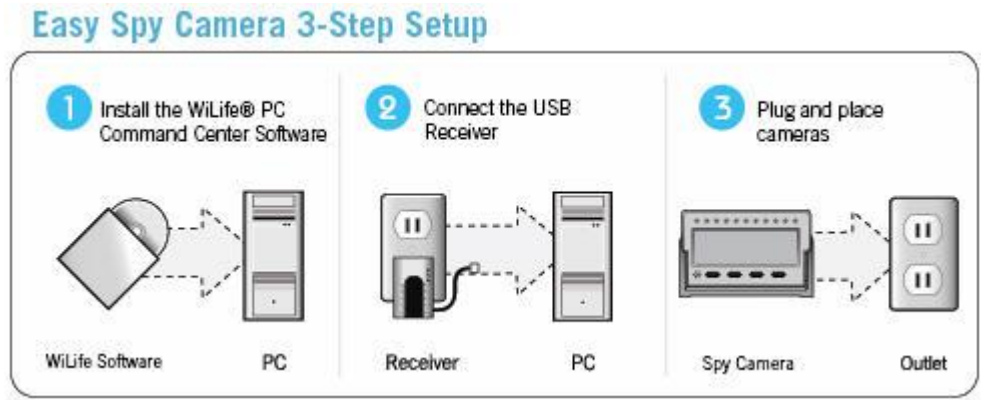 Easy Spy Camera 3-Step Setup
1 Install the WiLife® PC
Command Center Software
WiLife Software
PC
2 Connect the USB
Receiver
Receiver
PC
3 Plug and place
cameras
Spy Camera
Outlet